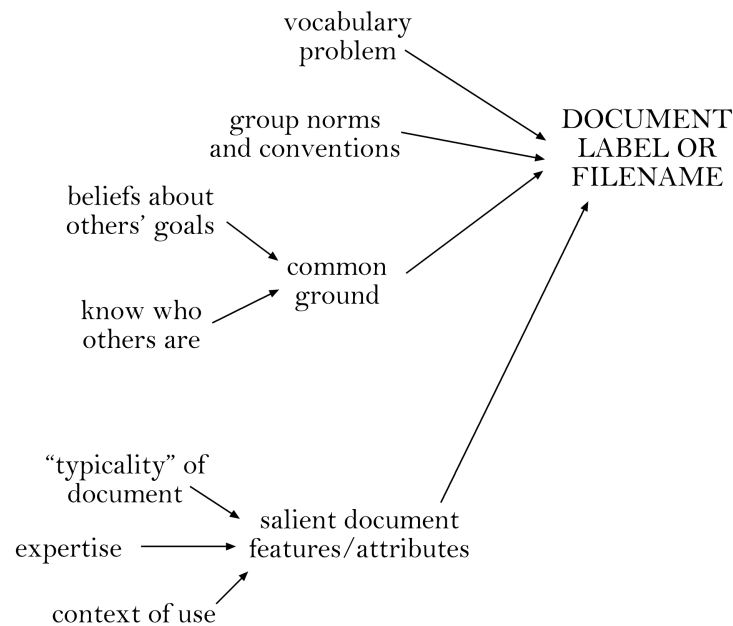 vocabulary
problem
group norms
and conventions
DOCUMENT
LABEL OR
FILENAME
beliefs about
others’ goals
common
ground
know who
others are
“typicality” of
document
salient document
features/attributes
expertise
context of use